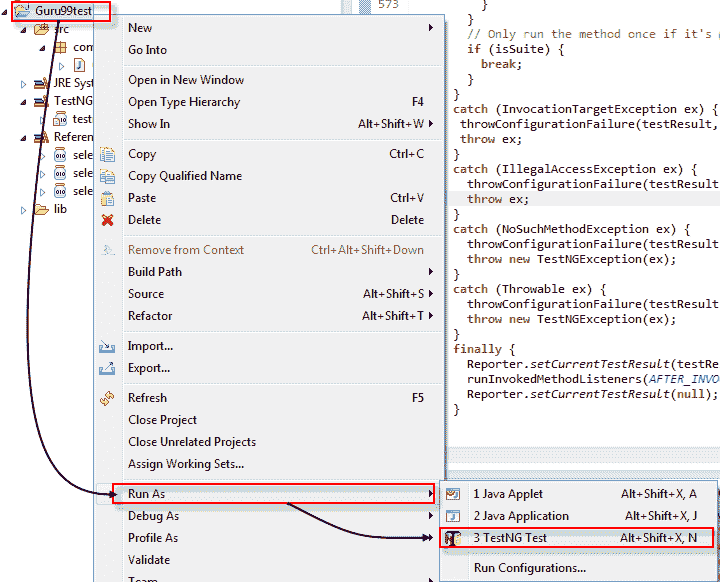 Guru99test
src
com
J
JRE Sys
TestNG
test
Referen
sele
sele
sele
lib
New
Go Into
Open in New Window
Open Type Hierarchy F4
Show In Alt+Shift+W
Copy Ctrl+C
Copy Qualified Name
Paste Ctrl+V
Delete Delete
Remove from Context Ctrl+Alt+Shift+Down
Build Path
Source Alt+Shift+S
Refactor Alt+Shift+T
Import...
Export...
Refresh F5
Close Project
Close Unrelated Projects
Assign Working Sets...
Run As
Debug As
Profile As
Validate
Team
1 Java Applet Alt+Shift+X, A
2 Java Application Alt+Shift+X, J
3 TestNG Test Alt+Shift+X, N
Run Configurations...
573
}
}
// Only run the method once if it's
if (isSuite) {
break;
}
}
catch (InvocationTargetException ex) {
throwConfigurationFailure(testResult,
throw ex;
}
catch (IllegalAccessException ex) {
throwConfigurationFailure(testResult
throw ex;
}
catch (NoSuchMethodException ex) {
throwConfigurationFailure(testResult
throw new TestNGException(ex);
}
catch (Throwable ex) {
throwConfigurationFailure(testResult
throw new TestNGException(ex);
}
finally {
Reporter.setCurrentTestResult(testRe
runInvokedMethodListeners(AFTER_INVO
Reporter.setCurrentTestResult(null);
}